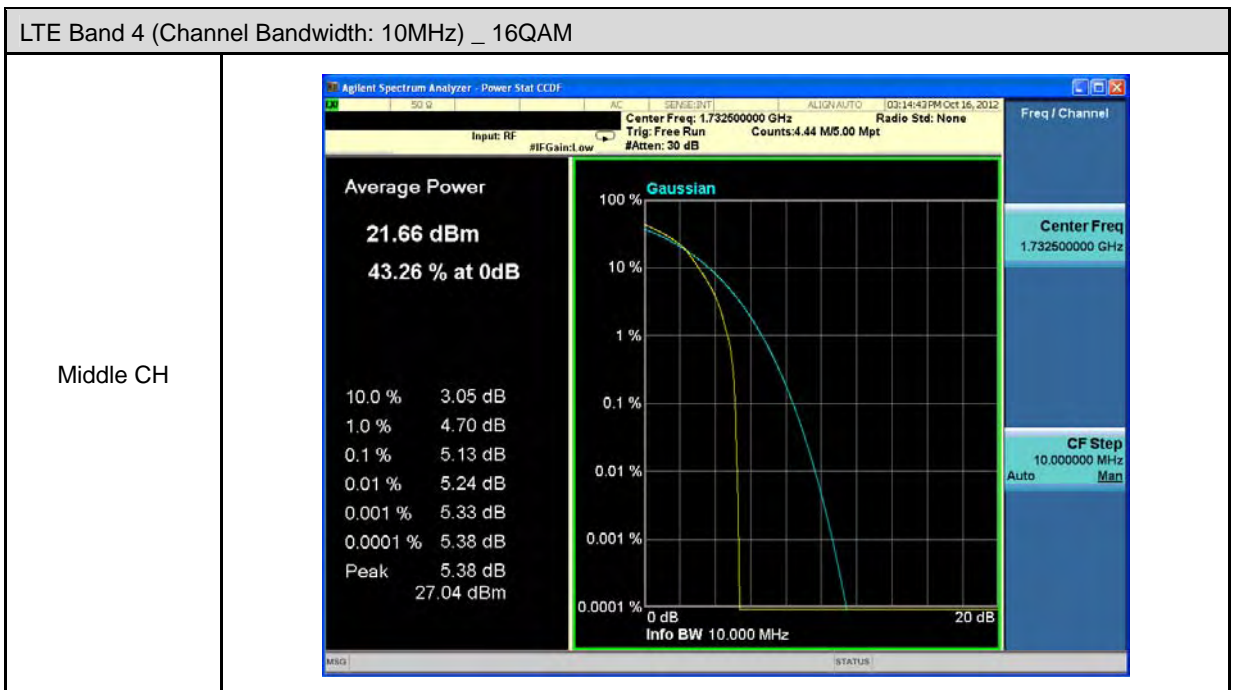 LTE Band 4 (Channel Bandwidth: 10MHz) _ 16QAM
Middle CH
Agilent Spectrum Analyzer - Power Stat CCDF
50 Ω AC SENSE:INT ALIGN AUTO 03:14:43 PM Oct 16, 2012
Center Freq: 1.732500000 GHz Radio Std: None
Input: RF Trig: Free Run Counts:4.44 M/5.00 Mpt
#IFGain:Low #Atten: 30 dB
Freq / Channel
Average Power
21.66 dBm
43.26 % at 0dB
10.0 % 3.05 dB
1.0 % 4.70 dB
0.1 % 5.13 dB
0.01 % 5.24 dB
0.001 % 5.33 dB
0.0001 % 5.38 dB
Peak 5.38 dB
27.04 dBm
Gaussian
100 %
10 %
1 %
0.1 %
0.01 %
0.001 %
0.0001 %
0 dB 20 dB
Info BW 10.000 MHz
Center Freq
1.732500000 GHz
CF Step
10.000000 MHz
Auto Man
MSG STATUS